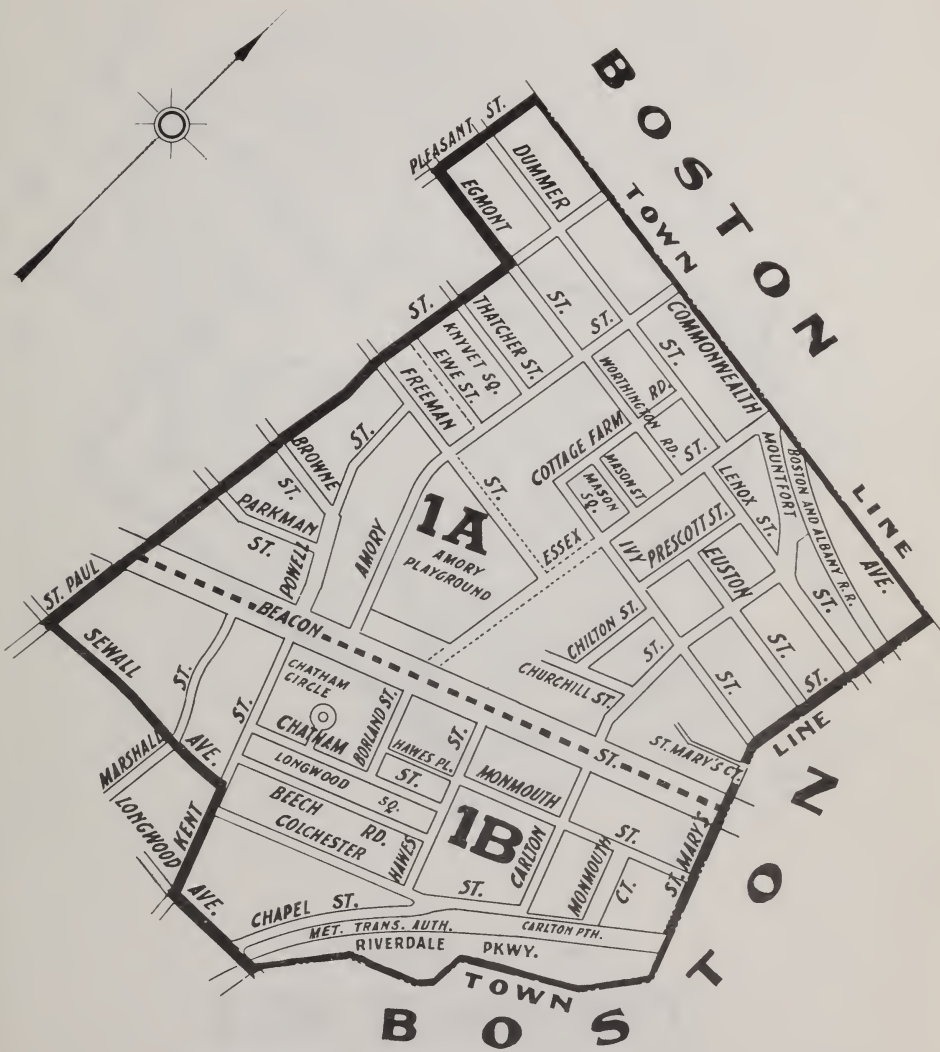 BOSTON
TOWN
LINE
PLEASANT ST.
DUMMER
ST.
EGMONT
ST.
THATCHER ST.
KNYVET SQ.
EWE ST.
FREEMAN
ST.
ST.
COMMONWEALTH
AVE.
WORTHINGTON RD.
RD.
ST.
COTTAGE FARM
MASON ST
MASON SQ.
MOUNTFORT
ST.
BOSTON AND ALBANY R.R.
LENOX ST.
BROWNE
ST.
ST.
PARKMAN
ST.
POWELL
AMORY
1A
AMORY
PLAYGROUND
ESSEX
IVY
PRESCOTT ST.
EUSTON
ST.
ST.
ST.
CHILTON ST.
ST.
CHURCHILL ST.
LINE
ST. PAUL
BEACON
ST.
ST. MARY'S CT.
SEWALL
AVE.
ST.
ST.
CHATHAM
CIRCLE
CHATHAM
BORLAND ST.
HAWES PL.
ST.
ST.
MONMOUTH
ST.
MARSHALL
LONGWOOD
SQ.
BEECH
RD.
COLCHESTER
ST.
HAWES
1B
CARLTON
MONMOUTH
CT.
ST. MARY'S
LONGWOOD
AVE.
KENT
CHAPEL ST.
MET. TRANS. AUTH.
CARLTON PTH.
RIVERDALE PKWY.
TOWN
BOSTON